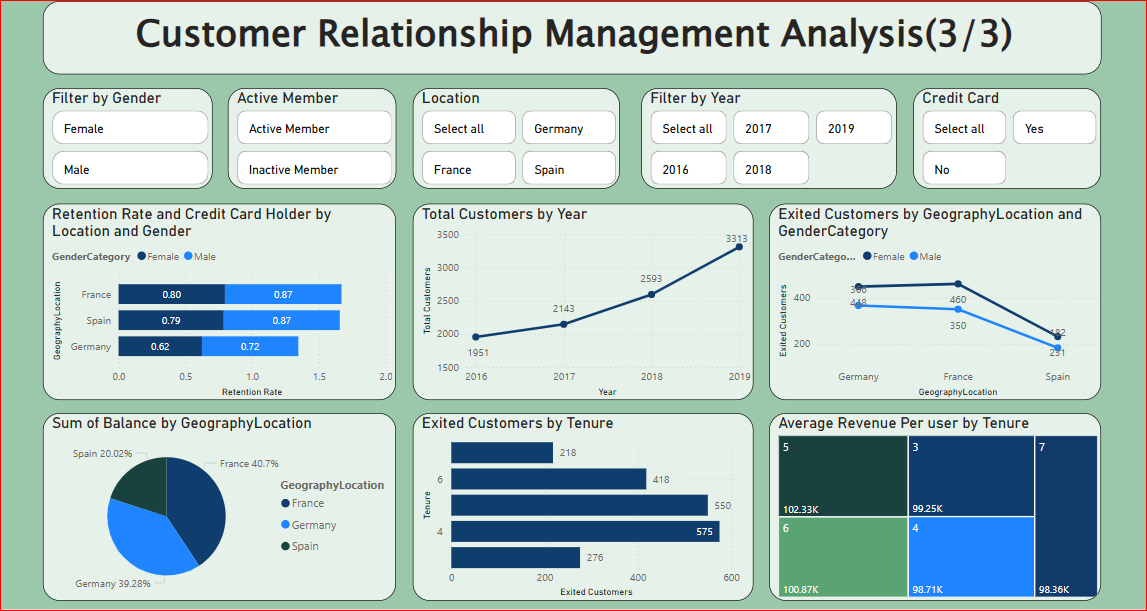 Customer Relationship Management Analysis(3/3)
Filter by Gender
Female
Male
Active Member
Active Member
Inactive Member
Location
Select all
Germany
France
Spain
Filter by Year
Select all
2017
2019
2016
2018
Credit Card
Select all
Yes
No
Retention Rate and Credit Card Holder by
Location and Gender
GenderCategory Female Male
GeographyLocation
France 0.80 0.87
Spain 0.79 0.87
Germany 0.62 0.72
0.0 0.5 1.0 1.5 2.0
Retention Rate
Total Customers by Year
Total Customers
3500
3000
2500
2000
1500
1951
2143
2593
3313
2016 2017 2018 2019
Year
Exited Customers by GeographyLocation and
GenderCategory
GenderCatego... Female Male
Exited Customers
400
200
366
448
460
350
182
231
Germany France Spain
GeographyLocation
Sum of Balance by GeographyLocation
Spain 20.02%
France 40.7%
Germany 39.28%
GeographyLocation
France
Germany
Spain
Exited Customers by Tenure
Tenure
218
6 418
550
4 575
276
0 200 400 600
Exited Customers
Average Revenue Per user by Tenure
5
102.33K
3
99.25K
7
98.36K
6
100.87K
4
98.71K